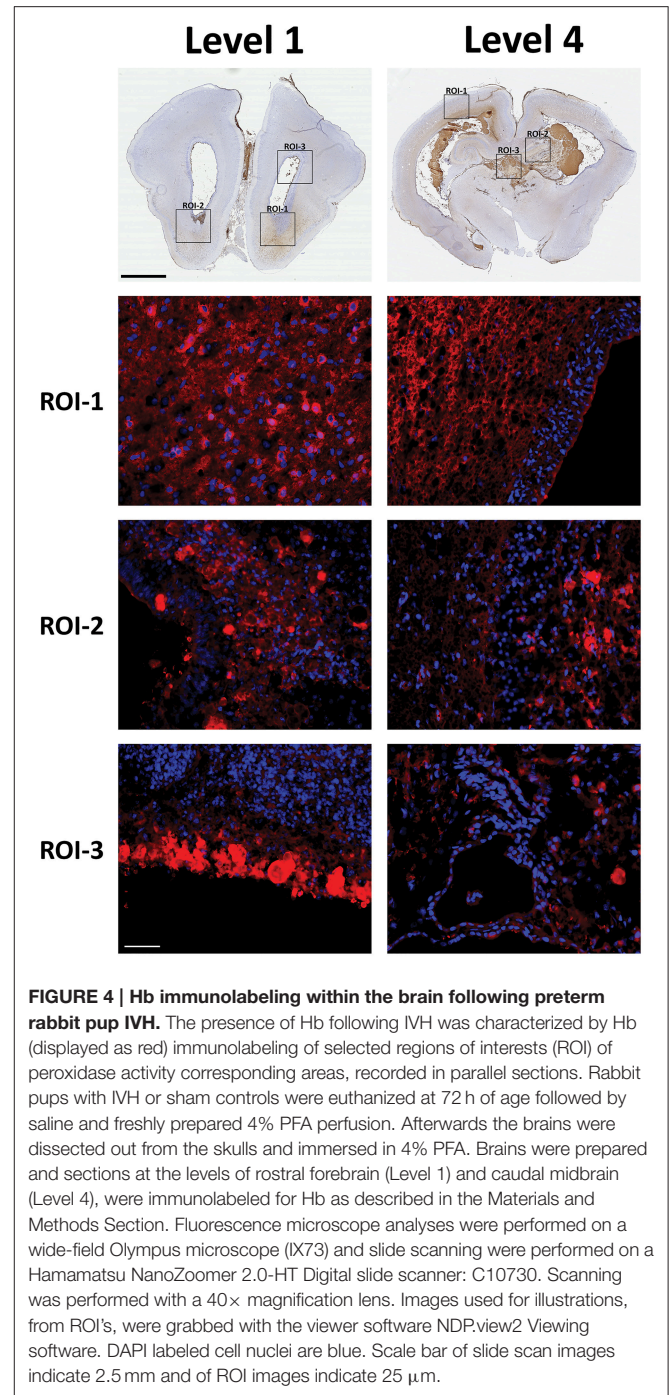 Level 1 Level 4
ROI-1
ROI-3 ROI-2
ROI-3
ROI-2 ROI-1
ROI-1
ROI-2
ROI-3
FIGURE 4 | Hb immunolabeling within the brain following preterm
rabbit pup IVH. The presence of Hb following IVH was characterized by Hb
(displayed as red) immunolabeling of selected regions of interests (ROI) of
peroxidase activity corresponding areas, recorded in parallel sections. Rabbit
pups with IVH or sham controls were euthanized at 72 h of age followed by
saline and freshly prepared 4% PFA perfusion. Afterwards the brains were
dissected out from the skulls and immersed in 4% PFA. Brains were prepared
and sections at the levels of rostral forebrain (Level 1) and caudal midbrain
(Level 4), were immunolabeled for Hb as described in the Materials and
Methods Section. Fluorescence microscope analyses were performed on a
wide-field Olympus microscope (IX73) and slide scanning were performed on a
Hamamatsu NanoZoomer 2.0-HT Digital slide scanner: C10730. Scanning
was performed with a 40× magnification lens. Images used for illustrations,
from ROI's, were grabbed with the viewer software NDP.view2 Viewing
software. DAPI labeled cell nuclei are blue. Scale bar of slide scan images
indicate 2.5 mm and of ROI images indicate 25 μm.